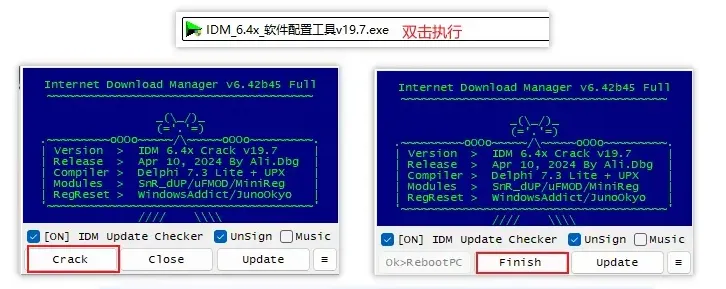 IDM_6.4x_软件配置工具v19.7.exe 双击执行
Internet Download Manager v6.42b45 Full
~~~~~~~~~~~~~~~~~~~~~~~~~~~~~~~~~~~~~~~
_(\_/)_
(='.'=)
.~~~~~~~~~~oOOo~~~~~/\~~~~~oOOo~~~~~~~~~~.
| Version > IDM 6.4x Crack v19.7 |
| Release > Apr 10, 2024 By Ali.Dbg |
| Compiler > Delphi 7.3 Lite + UPX |
| Modules > SnR_dUP/uFMOD/MiniReg |
| RegReset > WindowsAddict/JunoOkyo |
'~~~~~~~~~~~~~~~~~~~~~~~~~~~~~~~~~~~~~~~~'
//// \\\\
[ON] IDM Update Checker UnSign Music
Crack Close Update ≡
Internet Download Manager v6.42b45 Full
~~~~~~~~~~~~~~~~~~~~~~~~~~~~~~~~~~~~~~~
_(\_/)_
(='.'=)
.~~~~~~~~~~oOOo~~~~~/\~~~~~oOOo~~~~~~~~~~.
| Version > IDM 6.4x Crack v19.7 |
| Release > Apr 10, 2024 By Ali.Dbg |
| Compiler > Delphi 7.3 Lite + UPX |
| Modules > SnR_dUP/uFMOD/MiniReg |
| RegReset > WindowsAddict/JunoOkyo |
'~~~~~~~~~~~~~~~~~~~~~~~~~~~~~~~~~~~~~~~~'
//// \\\\
[ON] IDM Update Checker UnSign Music
Ok>RebootPC Finish Update ≡